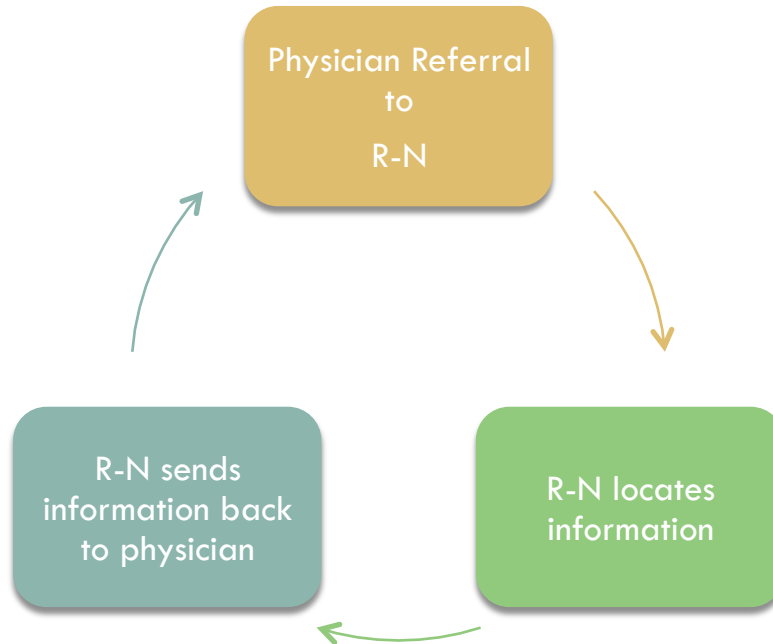 Physician Referral
to
R-N
R-N locates
information
R-N sends
information back
to physician